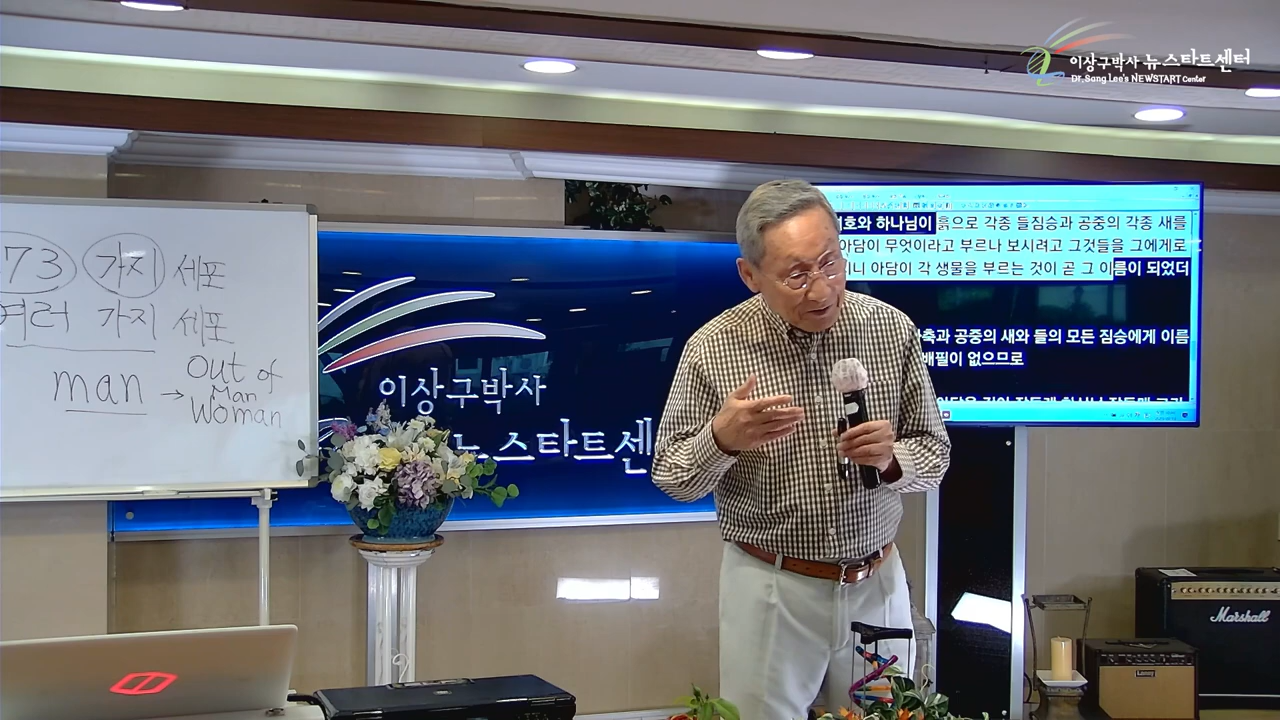 이상구박사 뉴스타트센터
Dr. Sang Lee's NEWSTART Center
73 가지 세포
여러 가지 세포
man → out of
Man
Woman
이상구박사
뉴스타트센
하나님이 흙으로 각종 들짐승과 공중의 각종 새를
아담이 무엇이라고 부르나 보시려고 그것들을 그에게로
아담이 각 생물을 부르는 것이 곧 그 이름이 되었더
공중의 새와 들의 모든 짐승에게 이름
배필이 없으므로
Marshall
Laney